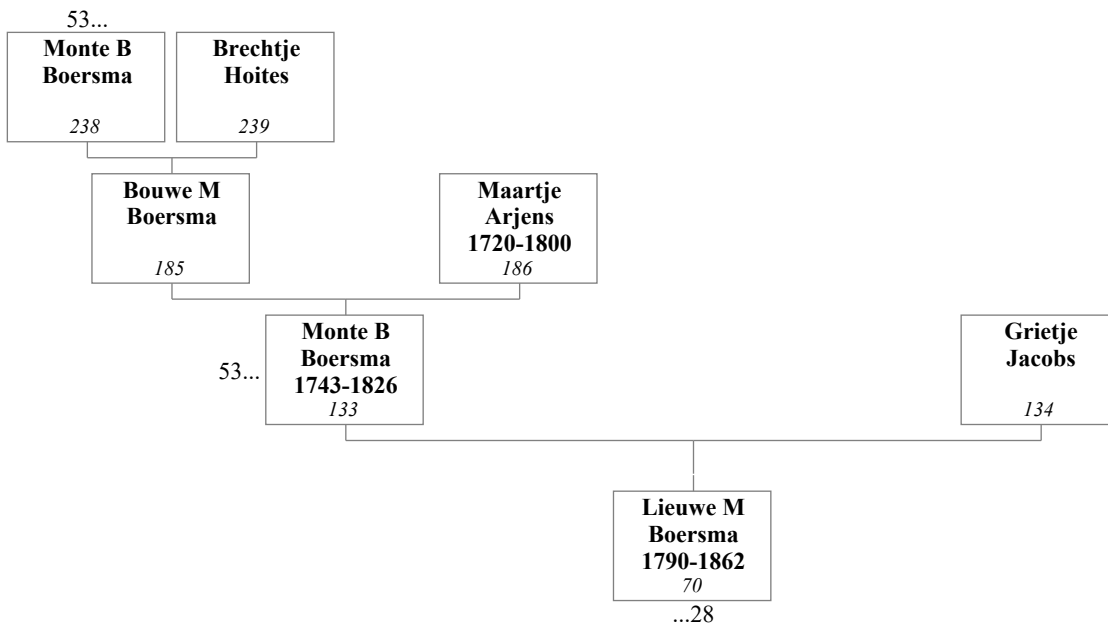 53...
Monte B
Boersma
238
Brechtje
Hoites
239
Bouwe M
Boersma
185
Maartje
Arjens
1720-1800
186
53...
Monte B
Boersma
1743-1826
133
Grietje
Jacobs
134
Lieuwe M
Boersma
1790-1862
70
...28